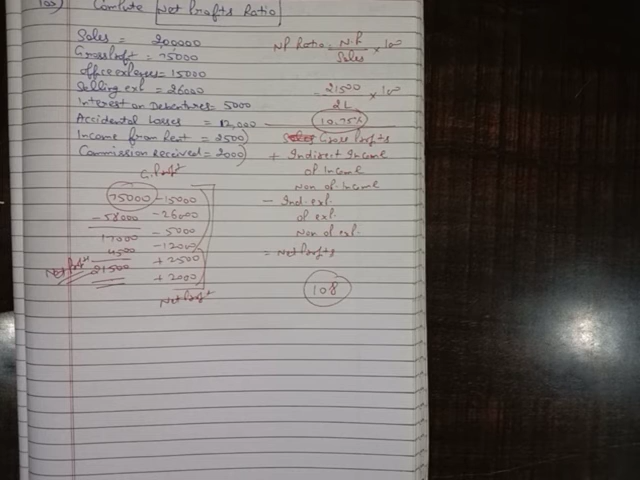 100) Compute Net Profits Ratio
Sales = 200000
Gross Profit = 75000
office expenses = 15000
Selling exp = 26000
Interest on Debentures = 5000
Accidental Losses = 12,000
Income from Rent = 2500
Commission received = 2000
NP Ratio = N.P / Sales × 100
= 21500 / 2L × 100
10.75%
Gross Profits
+ Indirect Income
of Income
Non of. Income
- Ind. exp.
of exp.
Non of exp.
= Net Profits
108
G. Profit
75000 - 15000
- 58000 - 26000
17000 - 5000
4500 - 12000
Net Profit 21500 + 2500
+ 2000
Net Profit